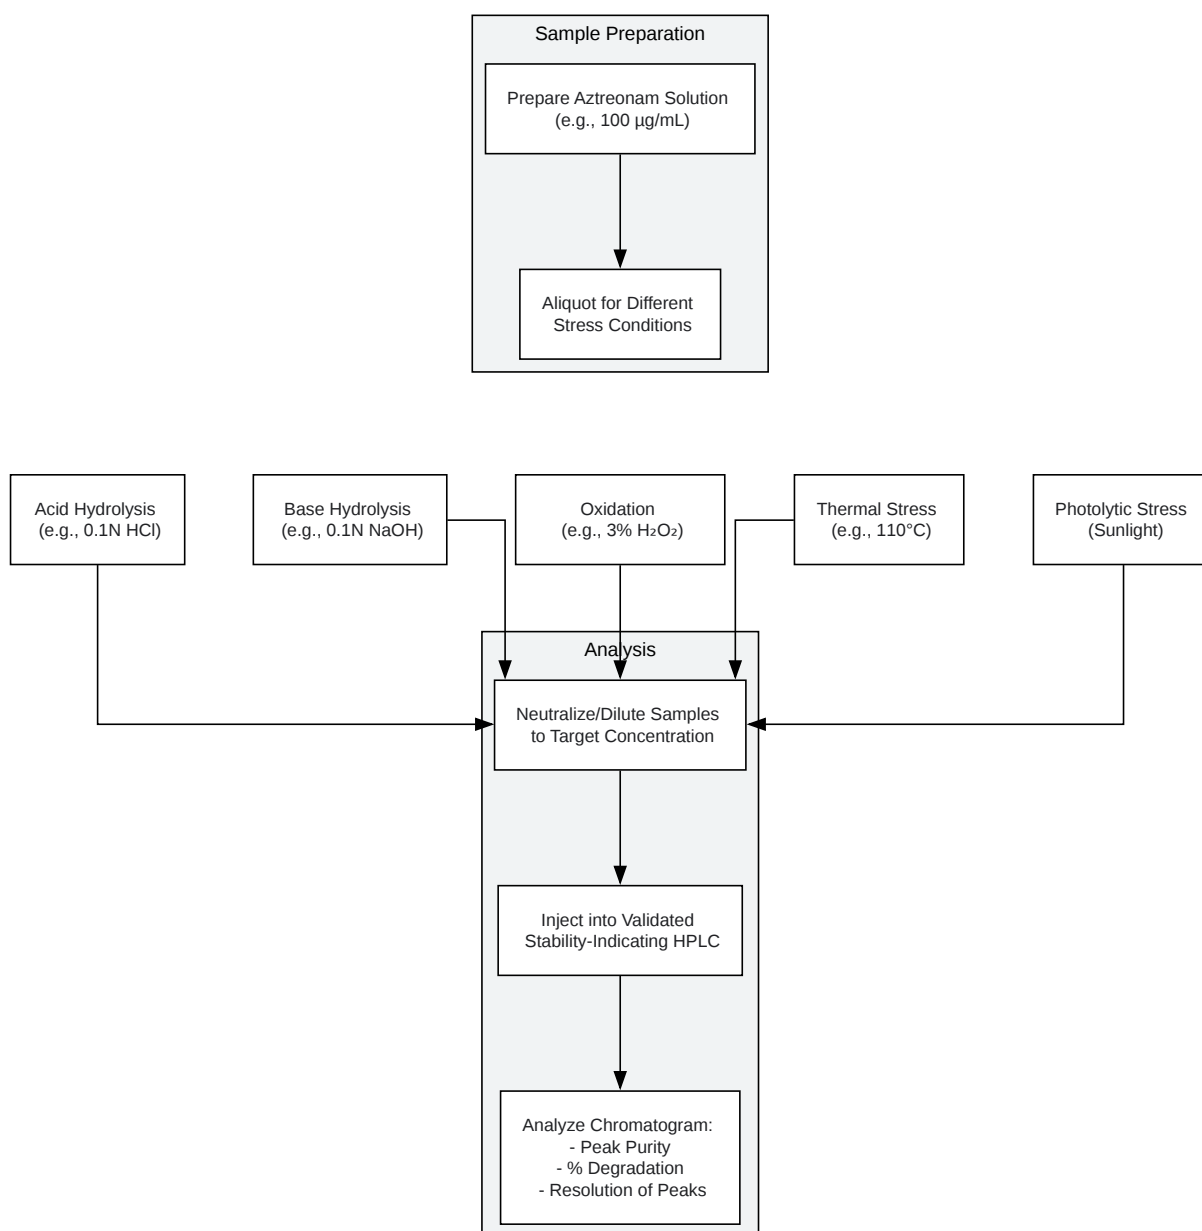 Sample Preparation
Prepare Aztreonam Solution
(e.g., 100 µg/mL)
Aliquot for Different
Stress Conditions
Acid Hydrolysis
(e.g., 0.1N HCl)
Base Hydrolysis
(e.g., 0.1N NaOH)
Oxidation
(e.g., 3% H₂O₂)
Thermal Stress
(e.g., 110°C)
Photolytic Stress
(Sunlight)
Analysis
Neutralize/Dilute Samples
to Target Concentration
Inject into Validated
Stability-Indicating HPLC
Analyze Chromatogram:
- Peak Purity
- % Degradation
- Resolution of Peaks